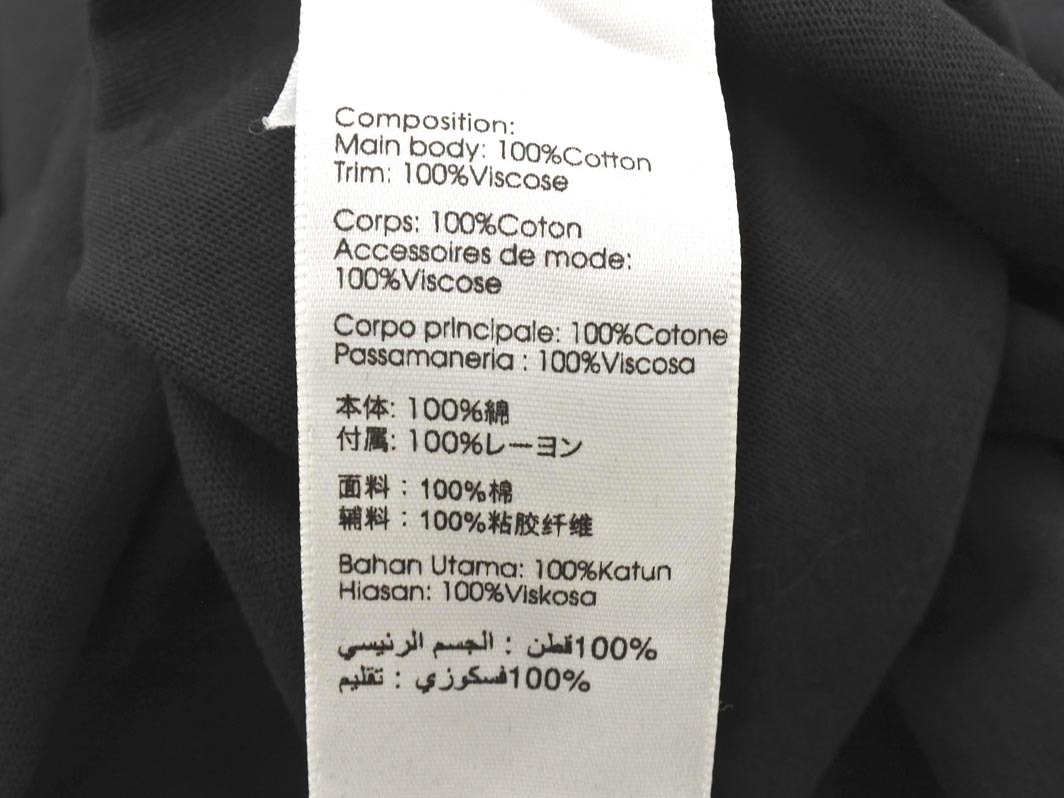 Composition:
Main body: 100%Cotton
Trim: 100%Viscose
Corps: 100%Coton
Accessoires de mode:
100%Viscose
Corpo principale: 100%Cotone
Passamaneria : 100%Viscosa
本体: 100%綿
付属: 100%レーヨン
面料：100%棉
辅料：100%粘胶纤维
Bahan Utama: 100%Katun
Hiasan: 100%Viskosa
100%قطن : الجسم الرئيسي
100%فسكوزي : تقليم